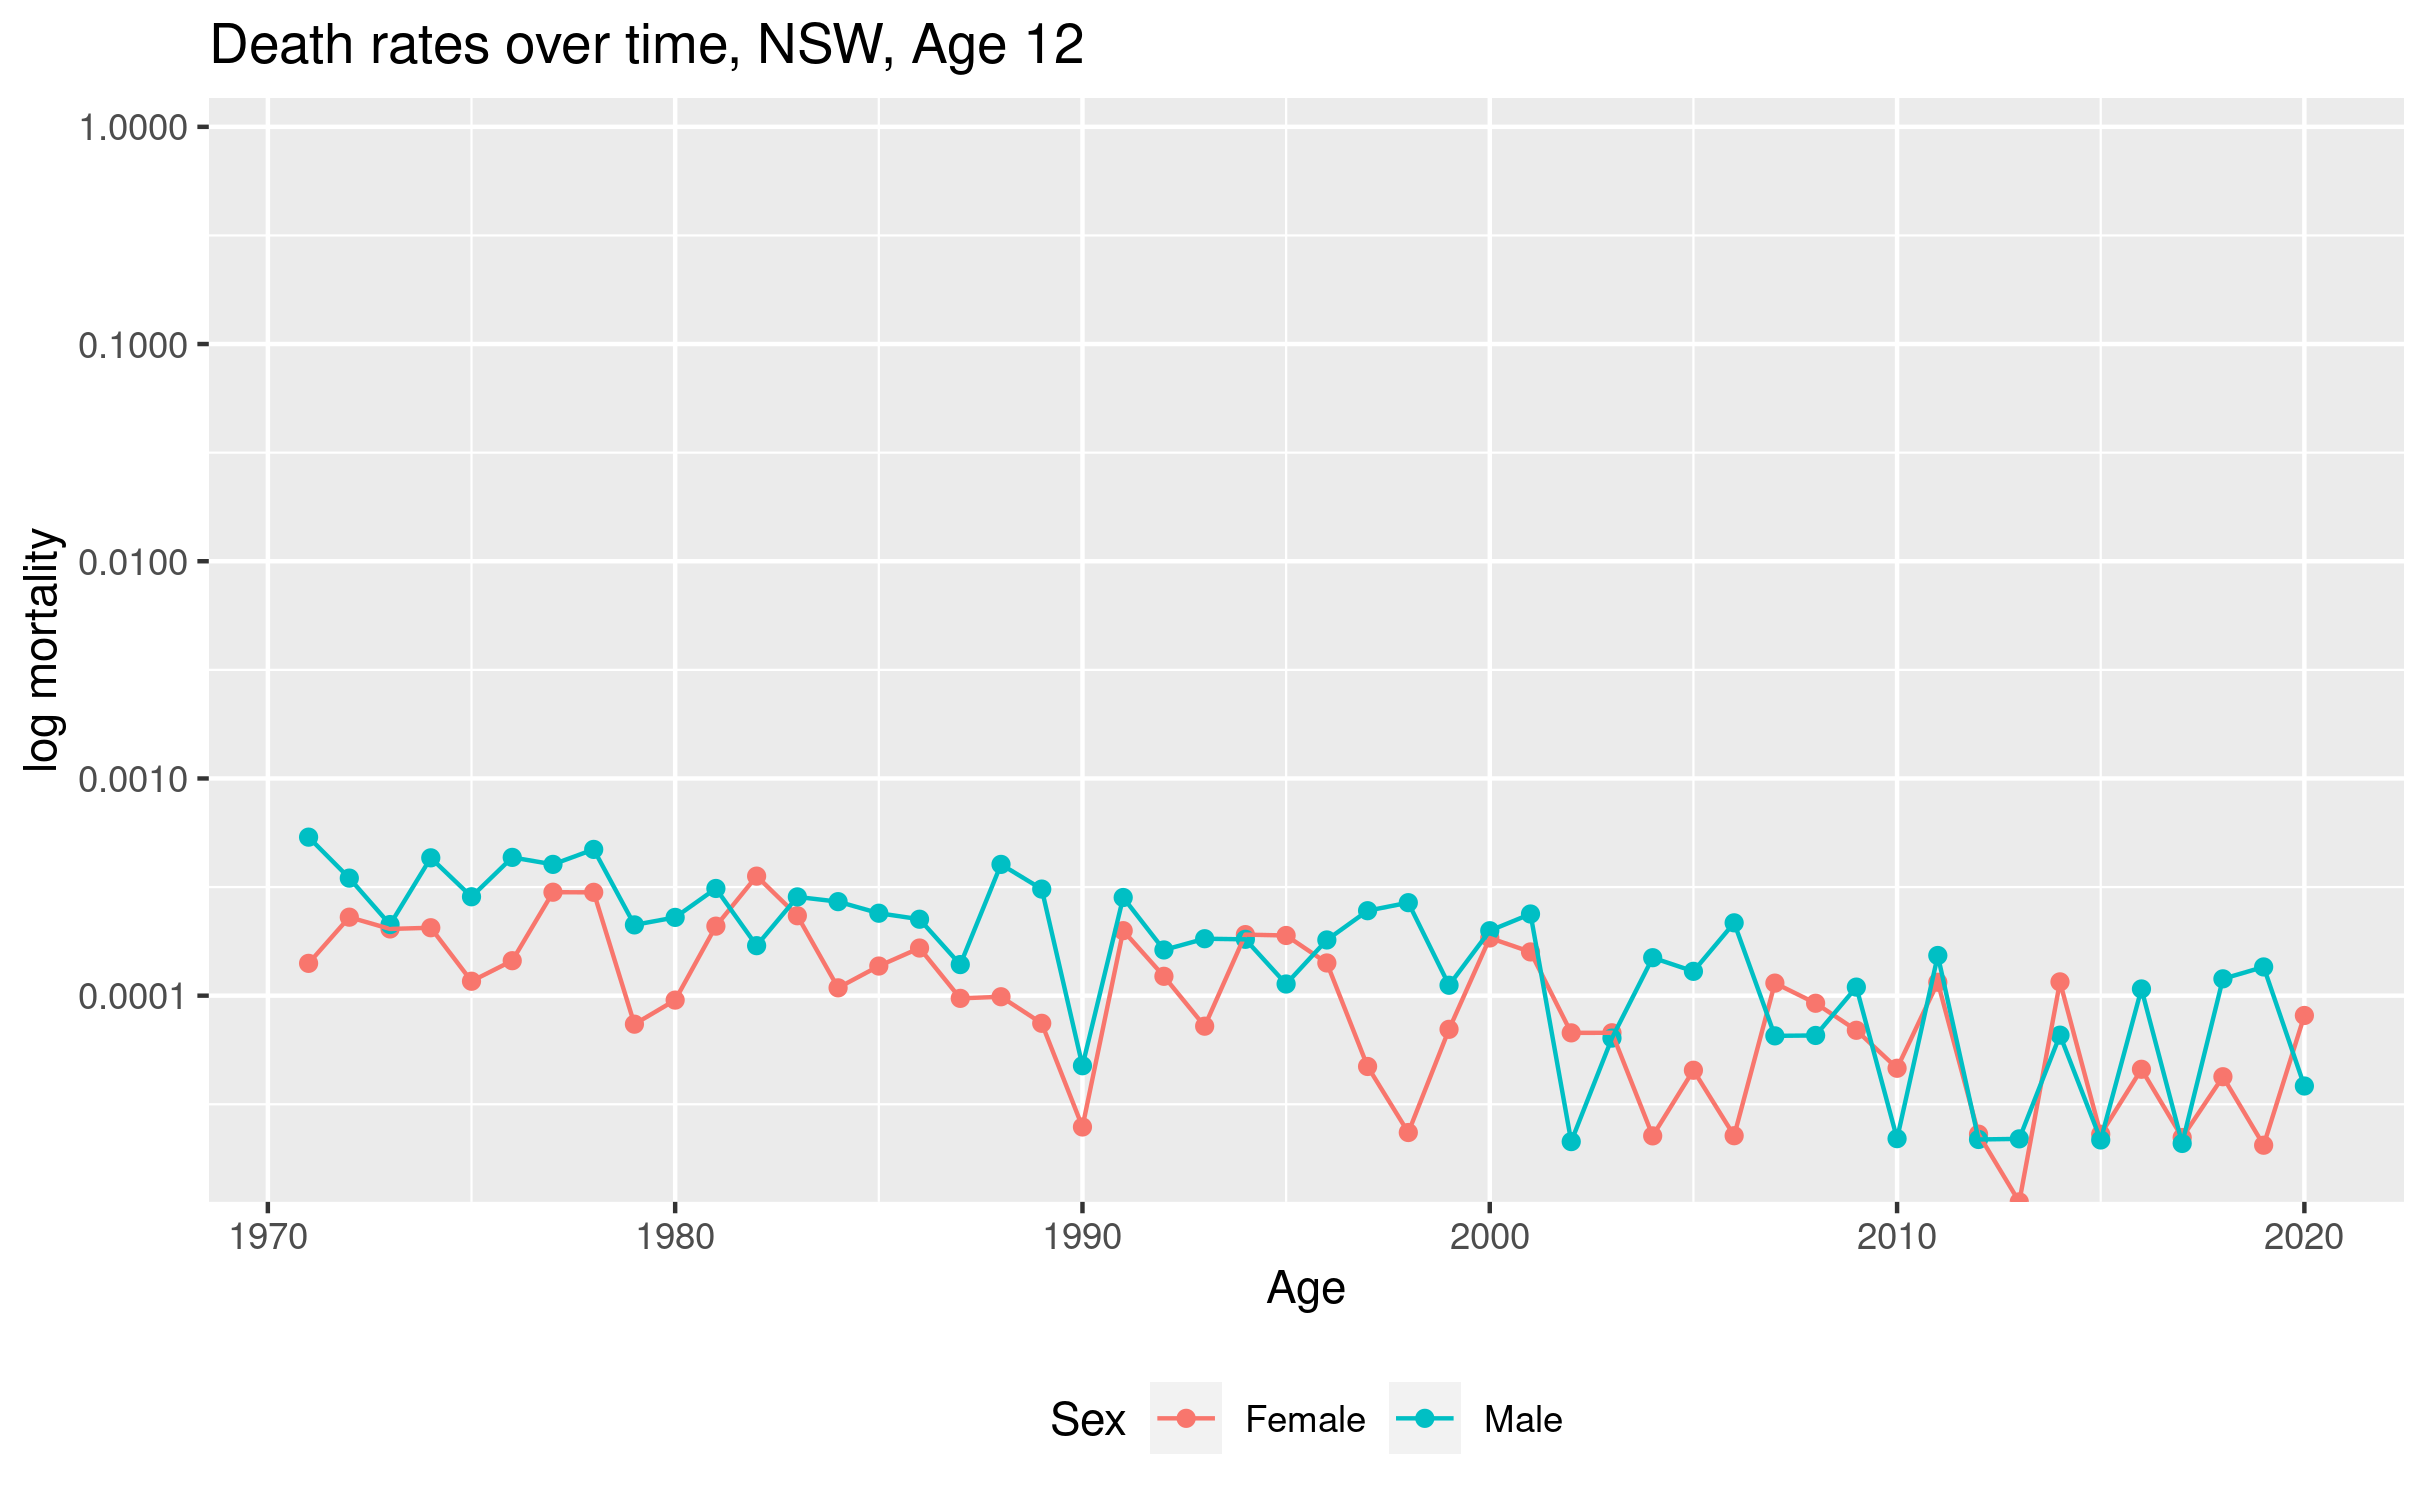 Death rates over time, NSW, Age 12
log mortality
1.0000
0.1000
0.0100
0.0010
0.0001
1970 1980 1990 2000 2010 2020
Age
Sex Female Male